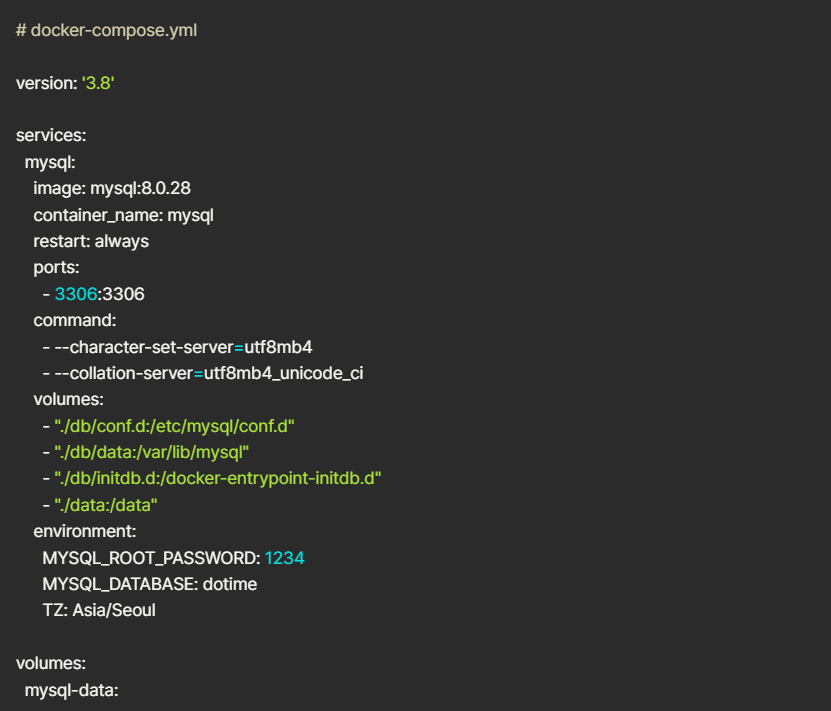 # docker-compose.yml
version: '3.8'
services:
mysql:
image: mysql:8.0.28
container_name: mysql
restart: always
ports:
- 3306:3306
command:
- --character-set-server=utf8mb4
- --collation-server=utf8mb4_unicode_ci
volumes:
- "./db/conf.d:/etc/mysql/conf.d"
- "./db/data:/var/lib/mysql"
- "./db/initdb.d:/docker-entrypoint-initdb.d"
- "./data:/data"
environment:
MYSQL_ROOT_PASSWORD: 1234
MYSQL_DATABASE: dotime
TZ: Asia/Seoul
volumes:
mysql-data: